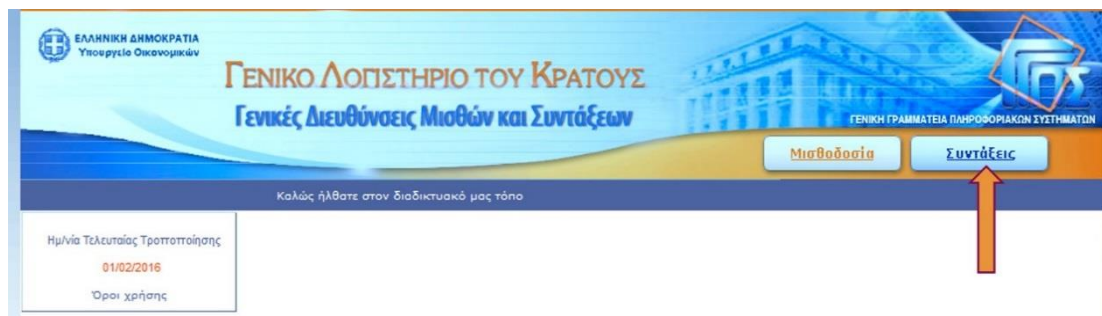 ΕΛΛΗΝΙΚΗ ΔΗΜΟΚΡΑΤΙΑ
Υπουργείο Οικονομικών
ΓΕΝΙΚΟ ΛΟΓΙΣΤΗΡΙΟ ΤΟΥ ΚΡΑΤΟΥΣ
Γενικές Διευθύνσεις Μισθών και Συντάξεων
ΓΕΝΙΚΗ ΓΡΑΜΜΑΤΕΙΑ ΠΛΗΡΟΦΟΡΙΑΚΩΝ ΣΥΣΤΗΜΑΤΩΝ
Μισθοδοσία Συντάξεις
Καλώς ήλθατε στον διαδικτυακό μας τόπο
Ημ/νία Τελευταίας Τροποποίησης
01/02/2016
Όροι χρήσης